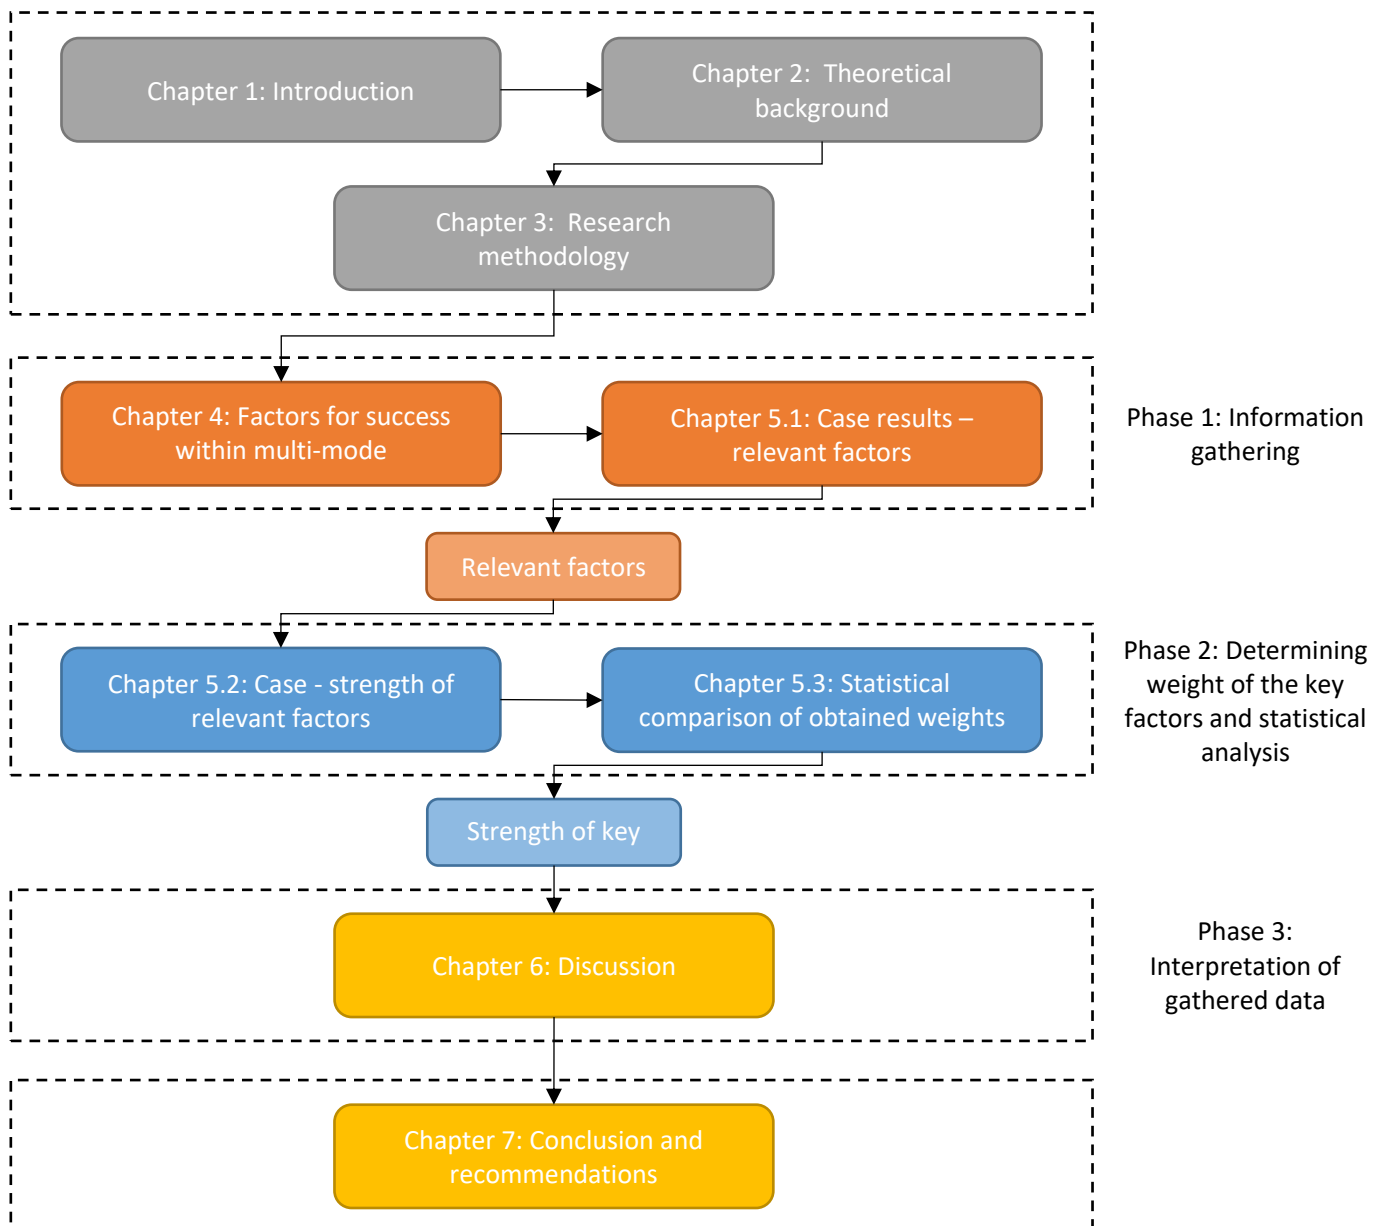 Chapter 1: Introduction
Chapter 2:  Theoretical
background
Chapter 3:  Research
methodology
Chapter 4: Factors for success
within multi-mode
Chapter 5.1: Case results –
relevant factors
Phase 1: Information
gathering
Relevant factors
Chapter 5.2: Case - strength of
relevant factors
Chapter 5.3: Statistical
comparison of obtained weights
Phase 2: Determining
weight of the key
factors and statistical
analysis
Strength of key
Chapter 6: Discussion
Phase 3:
Interpretation of
gathered data
Chapter 7: Conclusion and
recommendations